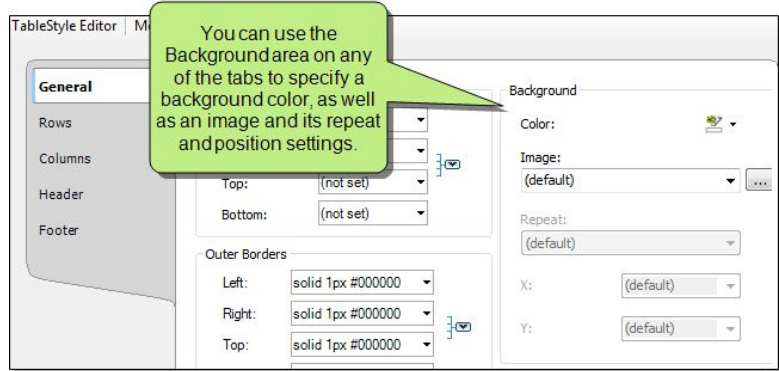 TableStyle Editor
You can use the
Background area on any
of the tabs to specify a
background color, as well
as an image and its repeat
and position settings.
General
Rows
Columns
Header
Footer
Top: (not set)
Bottom: (not set)
Outer Borders
Left: solid 1px #000000
Right: solid 1px #000000
Top: solid 1px #000000
Background
Color:
Image:
(default)
...
Repeat:
(default)
X: (default)
Y: (default)